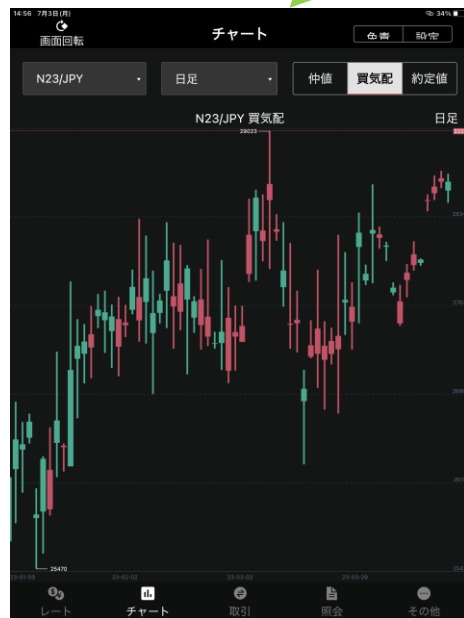 14:56 7月3日(月)
34%
画面回転
チャート
設定
N23/JPY
日足
仲値
買気配
約定値
N23/JPY 買気配
日足
29023
25470
23-01-09
23-02-02
23-03-02
23-03-29
レート
チャート
取引
照会
その他